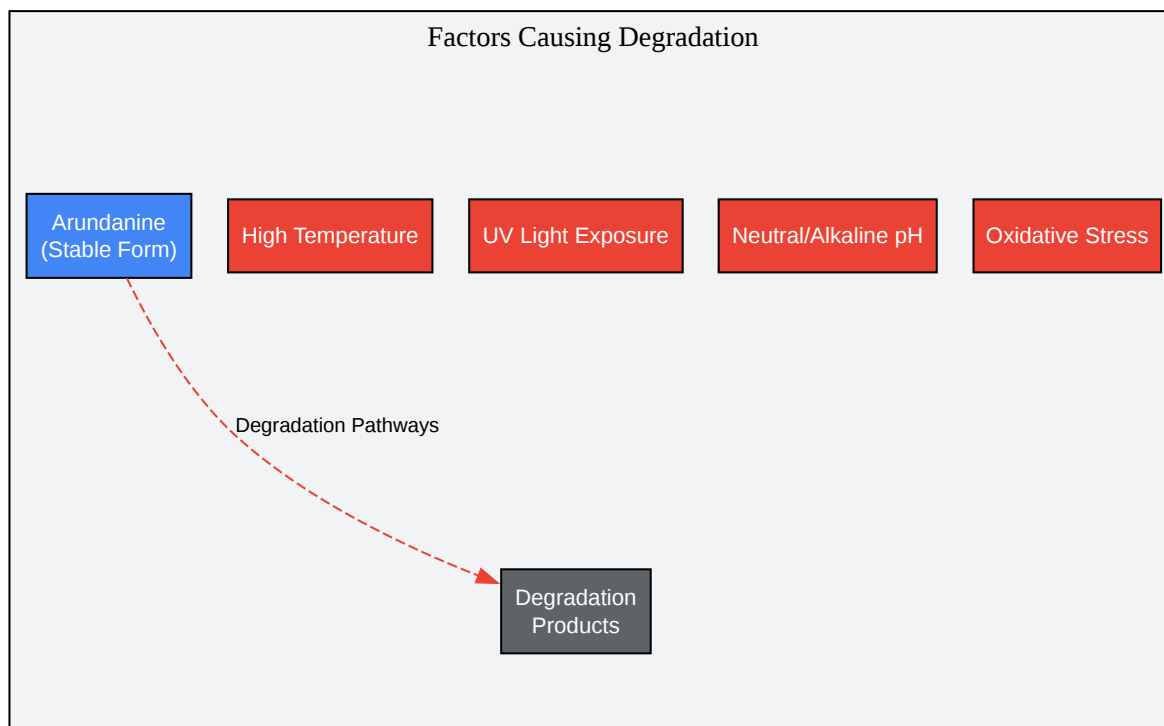 Factors Causing Degradation
Arundanine
(Stable Form)
High Temperature
UV Light Exposure
Neutral/Alkaline pH
Oxidative Stress
Degradation Pathways
Degradation
Products